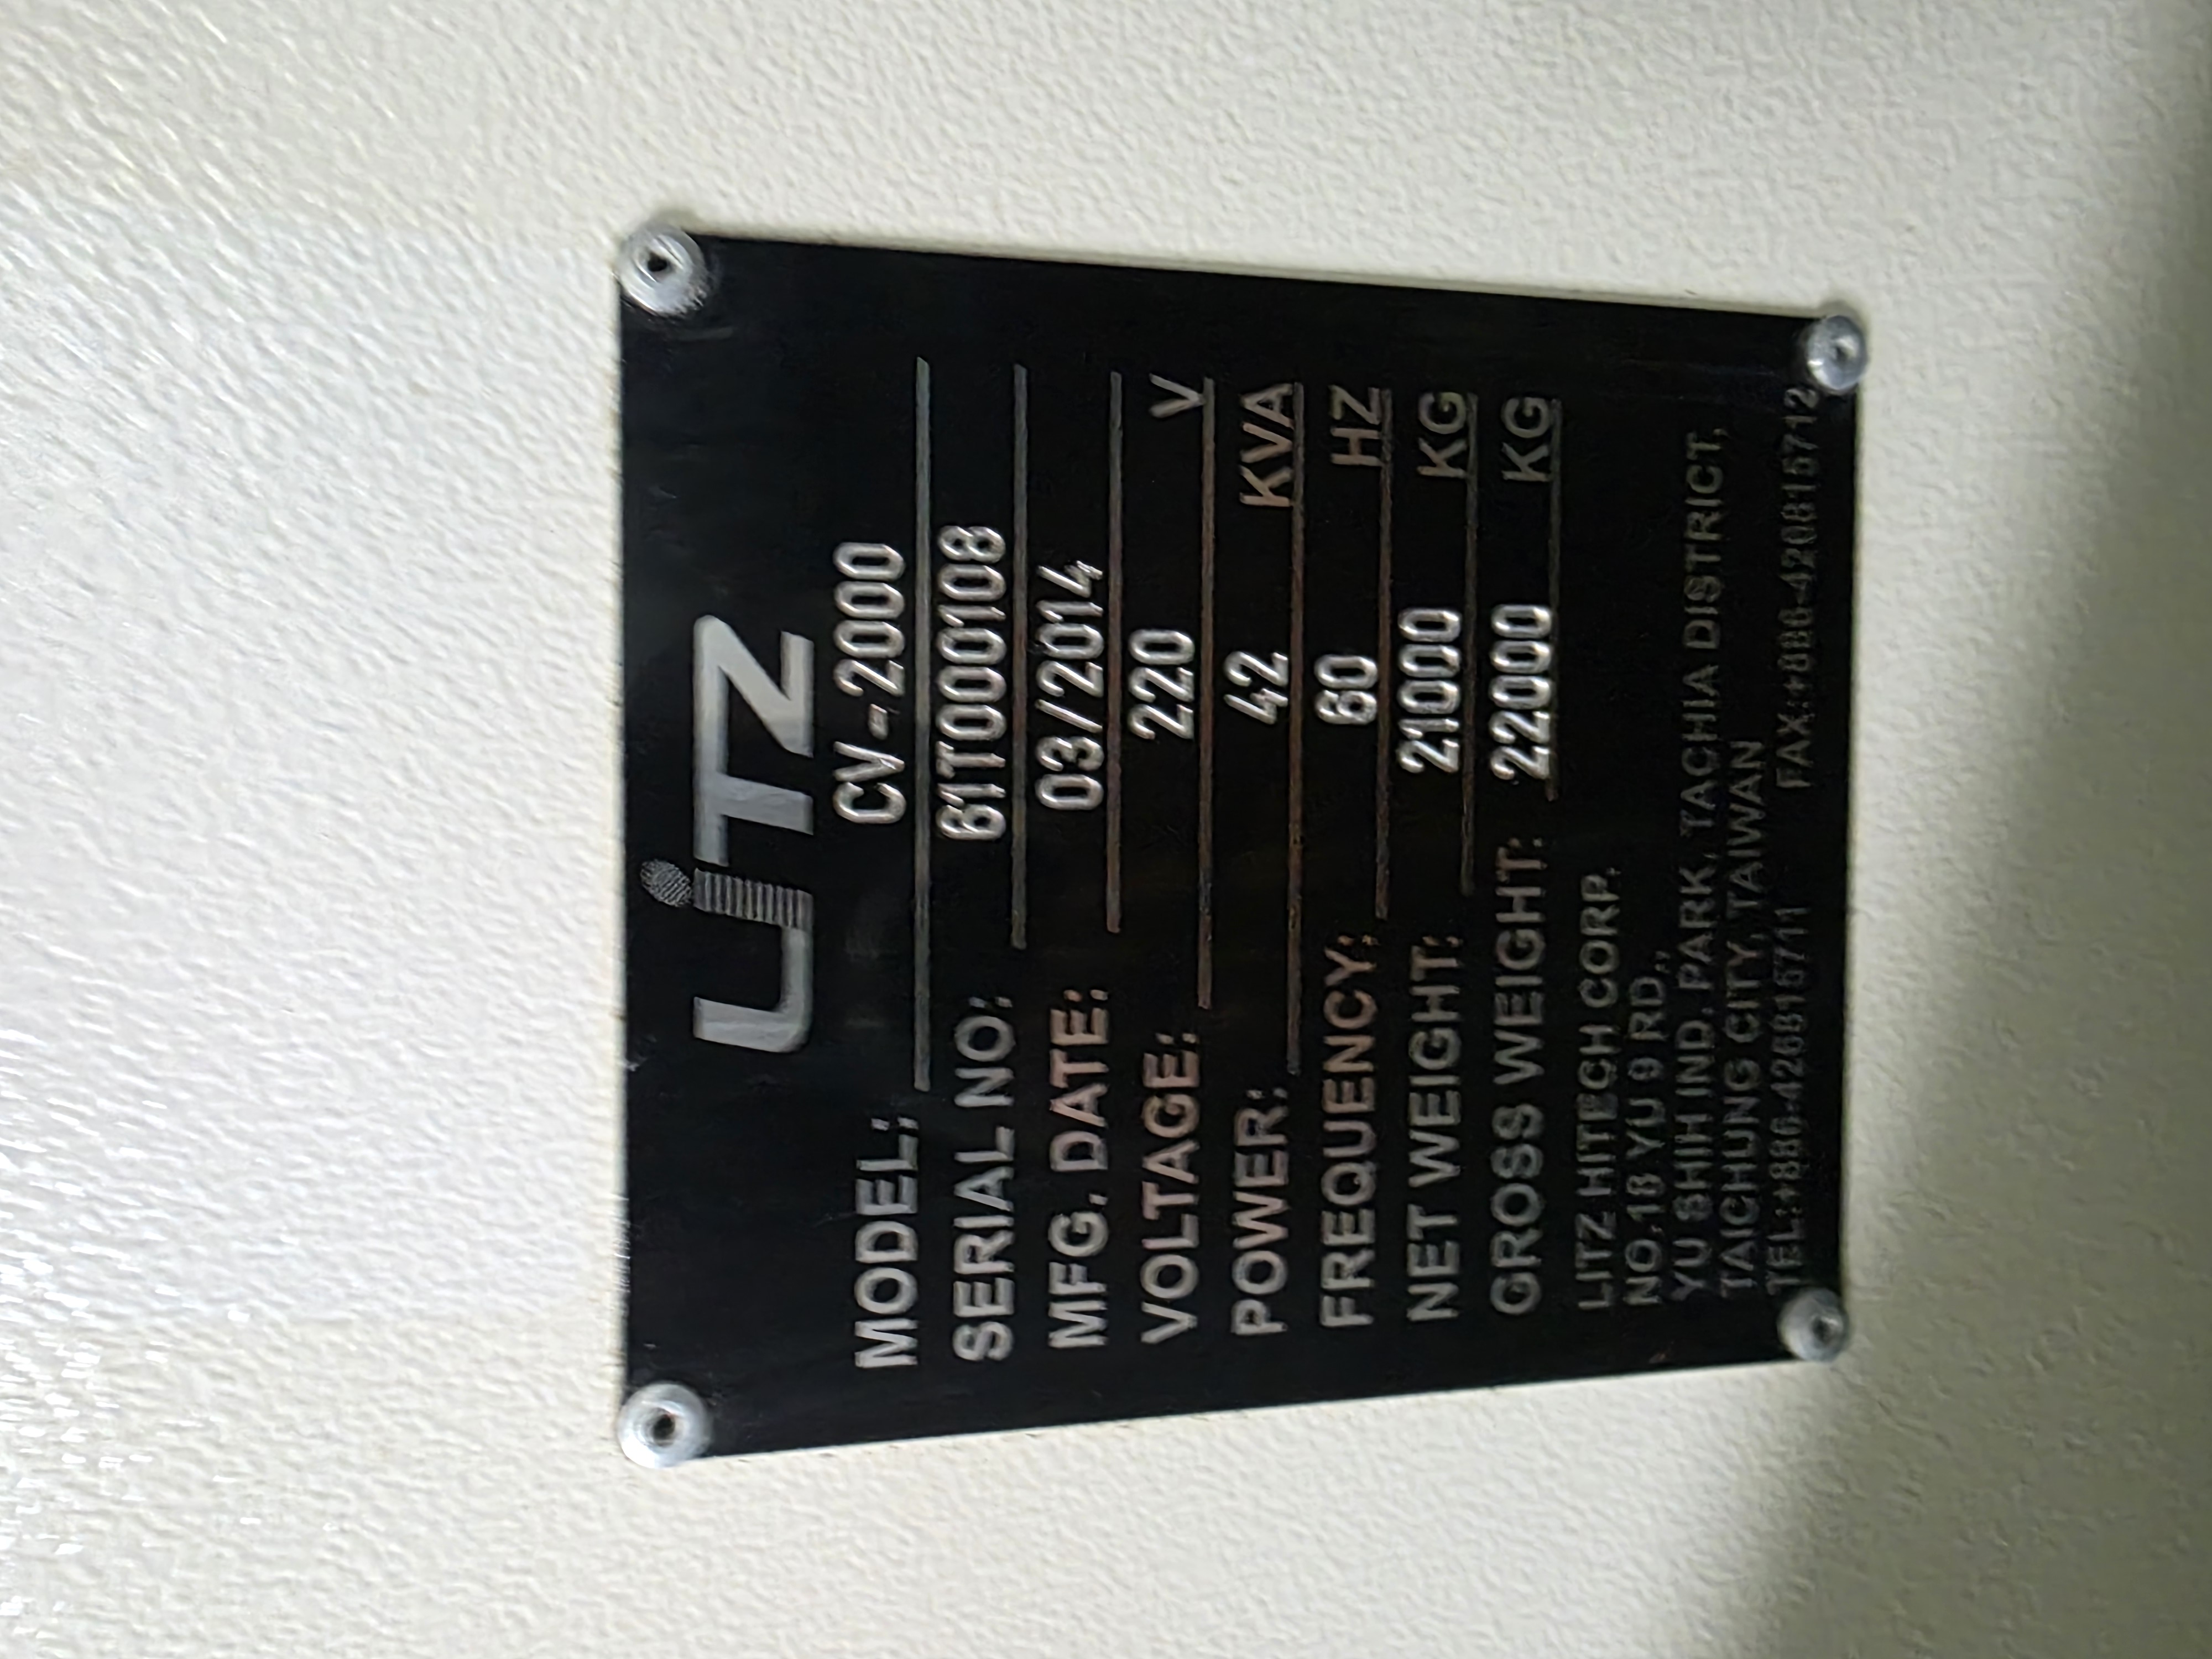 LiTZ
MODEL: CV-2000
SERIAL NO: 61T000108
MFG. DATE: 03/2014
VOLTAGE: 220 V
POWER: 42 KVA
FREQUENCY: 60 HZ
NET WEIGHT: 21000 KG
GROSS WEIGHT: 22000 KG
LITZ HITECH CORP.
NO.18 YU 9 RD.,
YU SHIH IND. PARK, TACHIA DISTRICT,
TAICHUNG CITY, TAIWAN
TEL:+886-426815711 FAX:+886-426815712